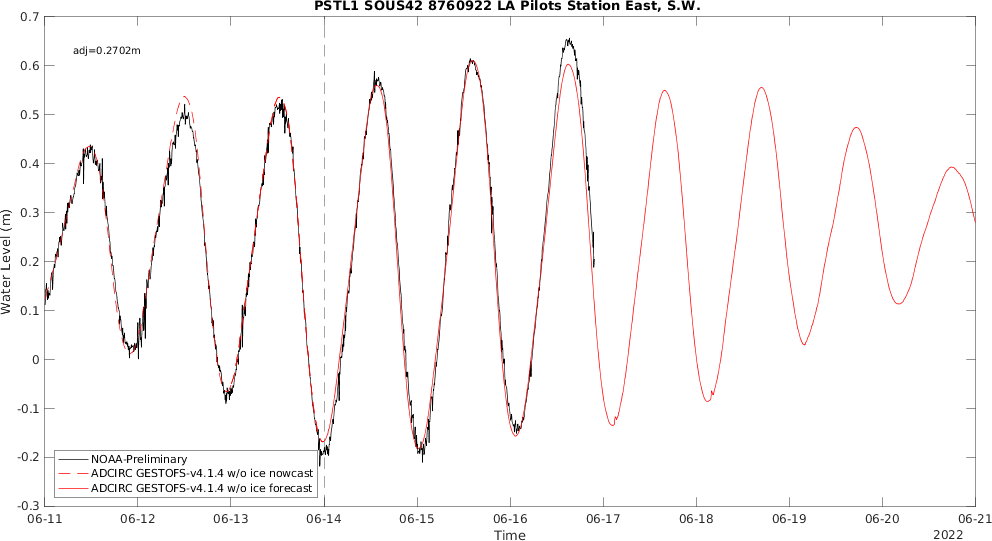 PSTL1 SOUS42 8760922 LA Pilots Station East, S.W.
adj=0.2702m
0.7
0.6
0.5
0.4
0.3
0.2
0.1
0
-0.1
-0.2
-0.3
Water Level (m)
NOAA-Preliminary
ADCIRC GESTOFS-v4.1.4 w/o ice nowcast
ADCIRC GESTOFS-v4.1.4 w/o ice forecast
06-11 06-12 06-13 06-14 06-15 06-16 06-17 06-18 06-19 06-20 06-21
Time
2022